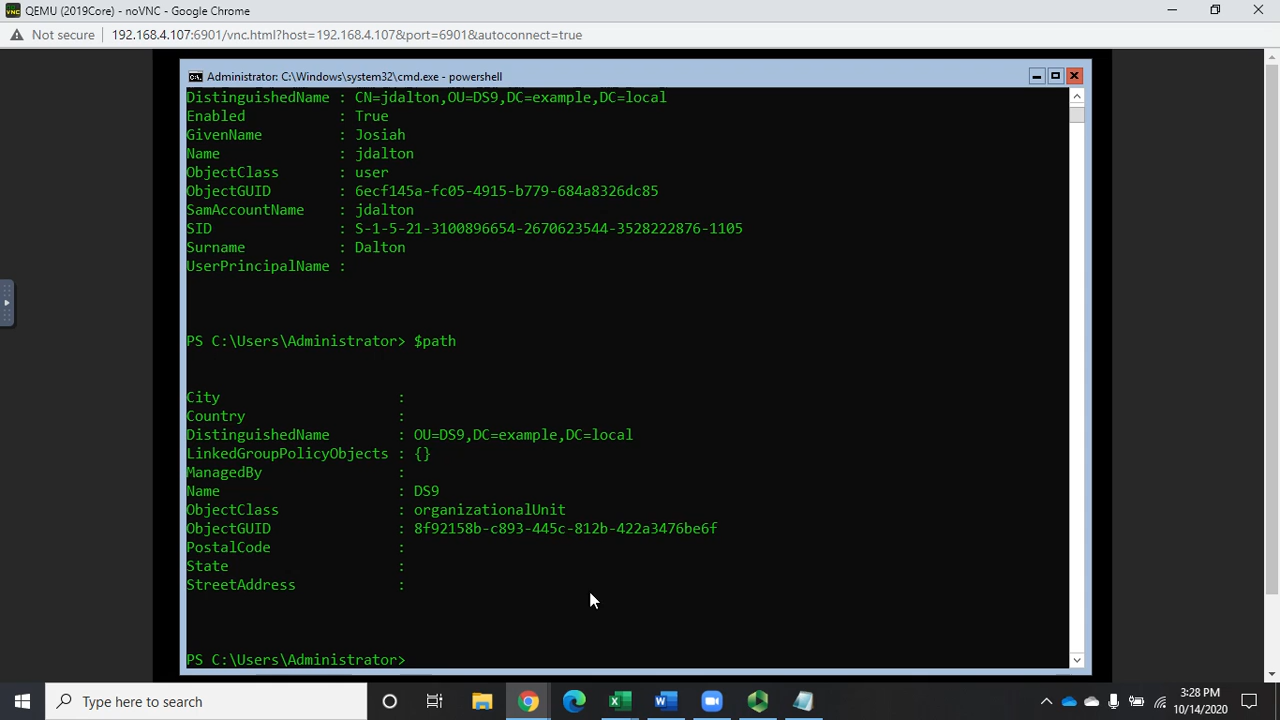 QEMU (2019Core) - noVNC - Google Chrome
Not secure 192.168.4.107:6901/vnc.html?host=192.168.4.107&port=6901&autoconnect=true
Administrator: C:\Windows\system32\cmd.exe - powershell
DistinguishedName : CN=jdalton,OU=DS9,DC=example,DC=local
Enabled : True
GivenName : Josiah
Name : jdalton
ObjectClass : user
ObjectGUID : 6ecf145a-fc05-4915-b779-684a8326dc85
SamAccountName : jdalton
SID : S-1-5-21-3100896654-2670623544-3528222876-1105
Surname : Dalton
UserPrincipalName :
PS C:\Users\Administrator> $path
City :
Country :
DistinguishedName : OU=DS9,DC=example,DC=local
LinkedGroupPolicyObjects : {}
ManagedBy :
Name : DS9
ObjectClass : organizationalUnit
ObjectGUID : 8f92158b-c893-445c-812b-422a3476be6f
PostalCode :
State :
StreetAddress :
PS C:\Users\Administrator>
Type here to search
3:28 PM
10/14/2020